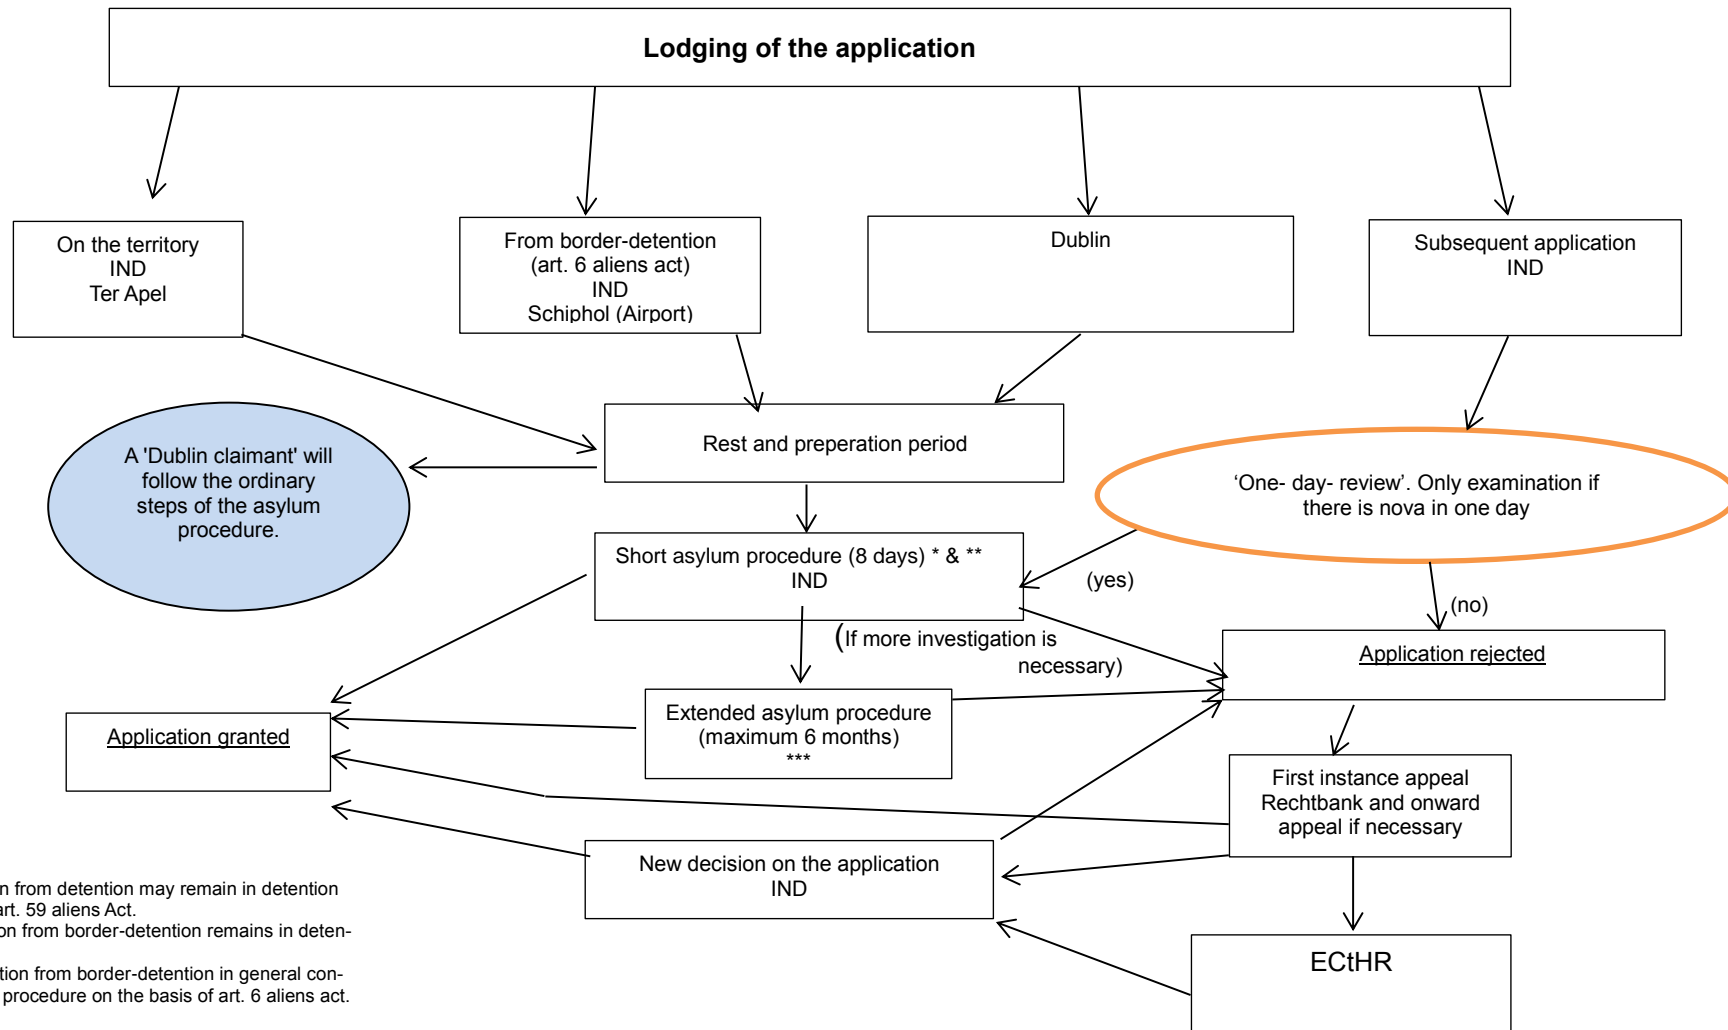 Lodging of the application
On the territory
IND
Ter Apel
From border-detention
(art. 6 aliens act)
IND
Schiphol (Airport)
Dublin
Subsequent application
IND
Rest and preperation period
A 'Dublin claimant' will
follow the ordinary
steps of the asylum
procedure.
‘One- day- review’. Only examination if
there is nova in one day
Short asylum procedure (8 days) * & **
IND
(yes)
(no)
(If more investigation is
necessary)
Application rejected
Extended asylum procedure
(maximum 6 months)
***
Application granted
First instance appeal
Rechtbank and onward
appeal if necessary
New decision on the application
IND
ECtHR
from detention may remain in detention
art. 59 aliens Act.
from border-detention remains in deten-
from border-detention in general con-
procedure on the basis of art. 6 aliens act.